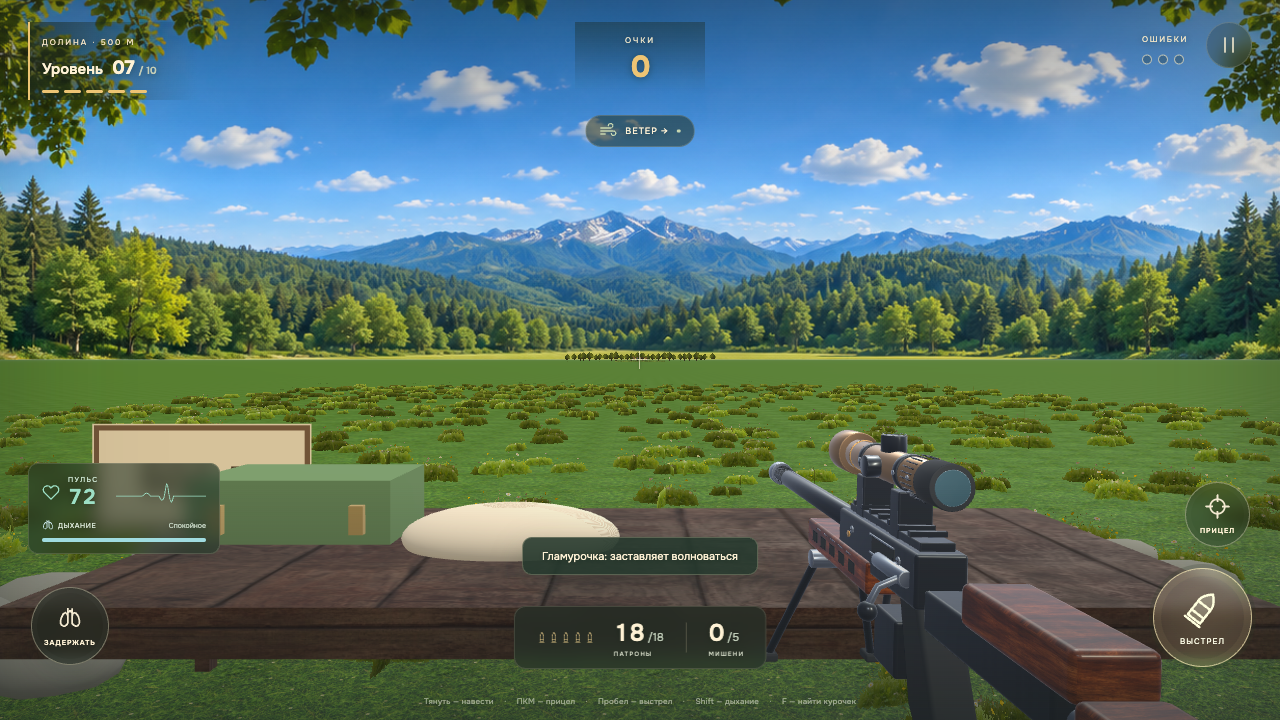 ДОЛИНА · 500 М
Уровень 07 / 10
ОЧКИ
0
ВЕТЕР →
ОШИБКИ
ПУЛЬС
72
ДЫХАНИЕ
Спокойное
ЗАДЕРЖАТЬ
Гламурочка: заставляет волноваться
18 /18
ПАТРОНЫ
0 /5
МИШЕНИ
ПРИЦЕЛ
ВЫСТРЕЛ
Тянуть — навести · ПКМ — прицел · Пробел — выстрел · Shift — дыхание · F — найти курочек